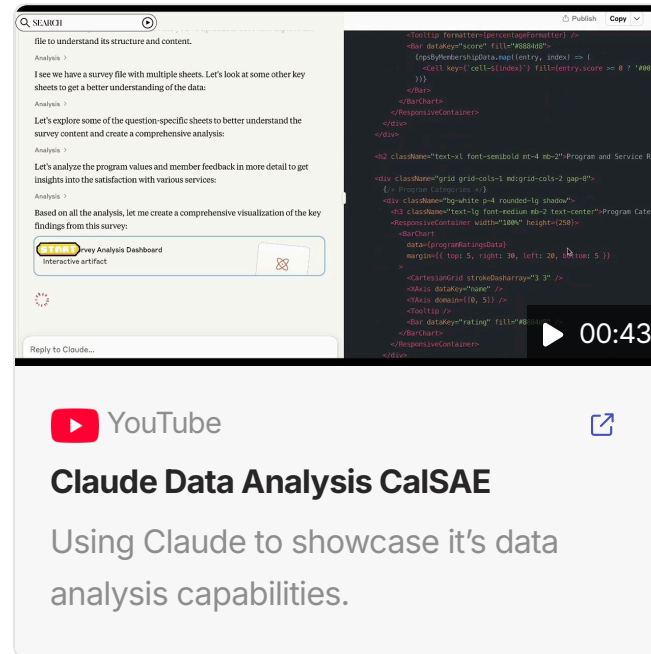 SEARCH
file to understand its structure and content.
Analysis >
I see we have a survey file with multiple sheets. Let's look at some other key
sheets to get a better understanding of the data:
Analysis >
Let's explore some of the question-specific sheets to better understand the
survey content and create a comprehensive analysis:
Analysis >
Let's analyze the program values and member feedback in more detail to get
insights into the satisfaction with various services:
Analysis >
Based on all the analysis, let me create a comprehensive visualization of the key
findings from this survey:
START rvey Analysis Dashboard
Interactive artifact
Reply to Claude...
Publish Copy
<Tooltip formatter={percentageFormatter} />
<Bar dataKey="score" fill="#8884d8">
{npsByMembershipData.map((entry, index) => (
<Cell key={`cell-${index}`} fill={entry.score >= 0 ? '#00
))}
</Bar>
</BarChart>
</ResponsiveContainer>
</div>
</div>
<h2 className="text-xl font-semibold mt-4 mb-2">Program and Service R
<div className="grid grid-cols-1 md:grid-cols-2 gap-8">
{/* Program Categories */}
<div className="bg-white p-4 rounded-lg shadow">
<h3 className="text-lg font-medium mb-2 text-center">Program Cate
<ResponsiveContainer width="100%" height={250}>
<BarChart
data={programRatingsData}
margin={{ top: 5, right: 30, left: 20, bottom: 5 }}
>
<CartesianGrid strokeDasharray="3 3" />
<XAxis dataKey="name" />
<YAxis domain={[0, 5]} />
<Tooltip />
<Bar dataKey="rating" fill="#8884d8"
</BarChart>
</ResponsiveContainer>
</div>
00:43
YouTube
Claude Data Analysis CalSAE
Using Claude to showcase it's data
analysis capabilities.